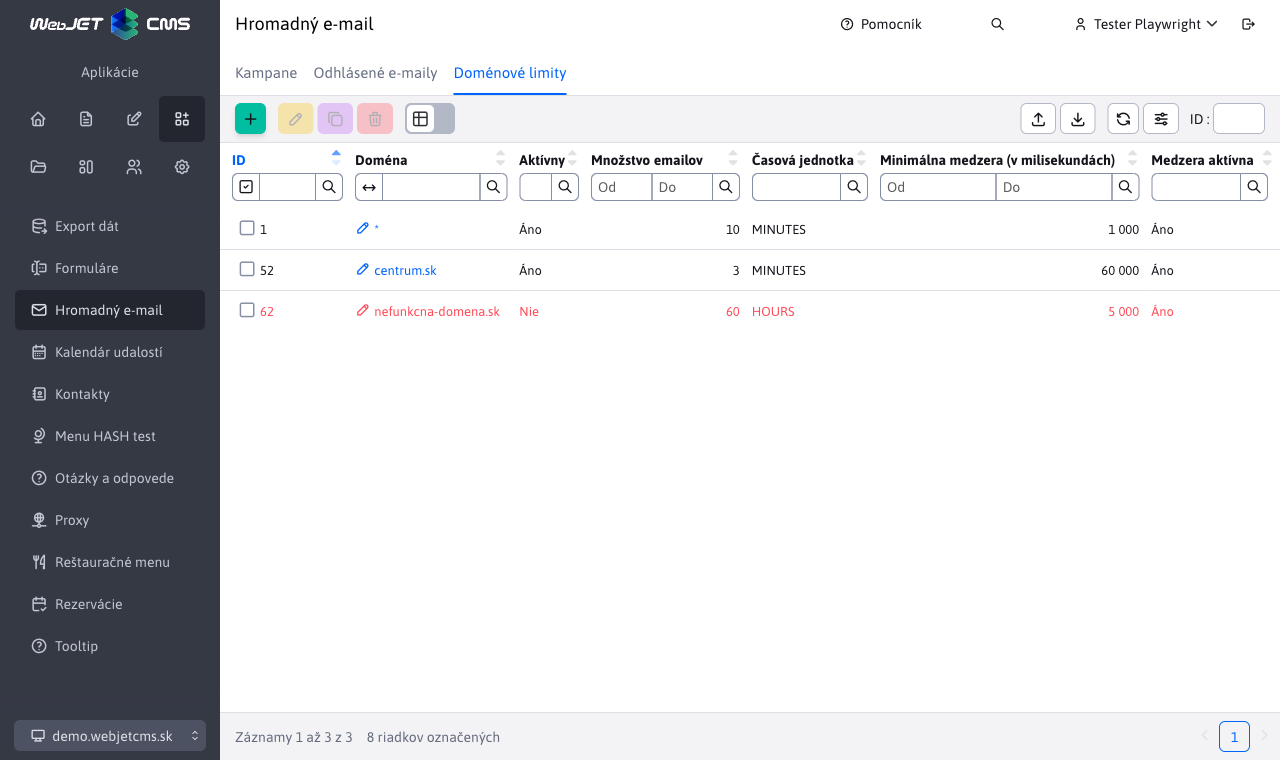 WebJET CMS
Aplikácie
Export dát
Formuláre
Hromadný e-mail
Kalendár udalostí
Kontakty
Menu HASH test
Otázky a odpovede
Proxy
Reštauračné menu
Rezervácie
Tooltip
demo.webjetcms.sk
Hromadný e-mail
Pomocník
Tester Playwright
Kampane Odhlásené e-maily Doménové limity
ID :
ID Doména Aktívny Množstvo emailov Časová jednotka Minimálna medzera (v milisekundách) Medzera aktívna
Od Do Od Do
1 * Áno 10 MINUTES 1 000 Áno
52 centrum.sk Áno 3 MINUTES 60 000 Áno
62 nefunkcna-domena.sk Nie 60 HOURS 5 000 Áno
Záznamy 1 až 3 z 3 8 riadkov označených
1